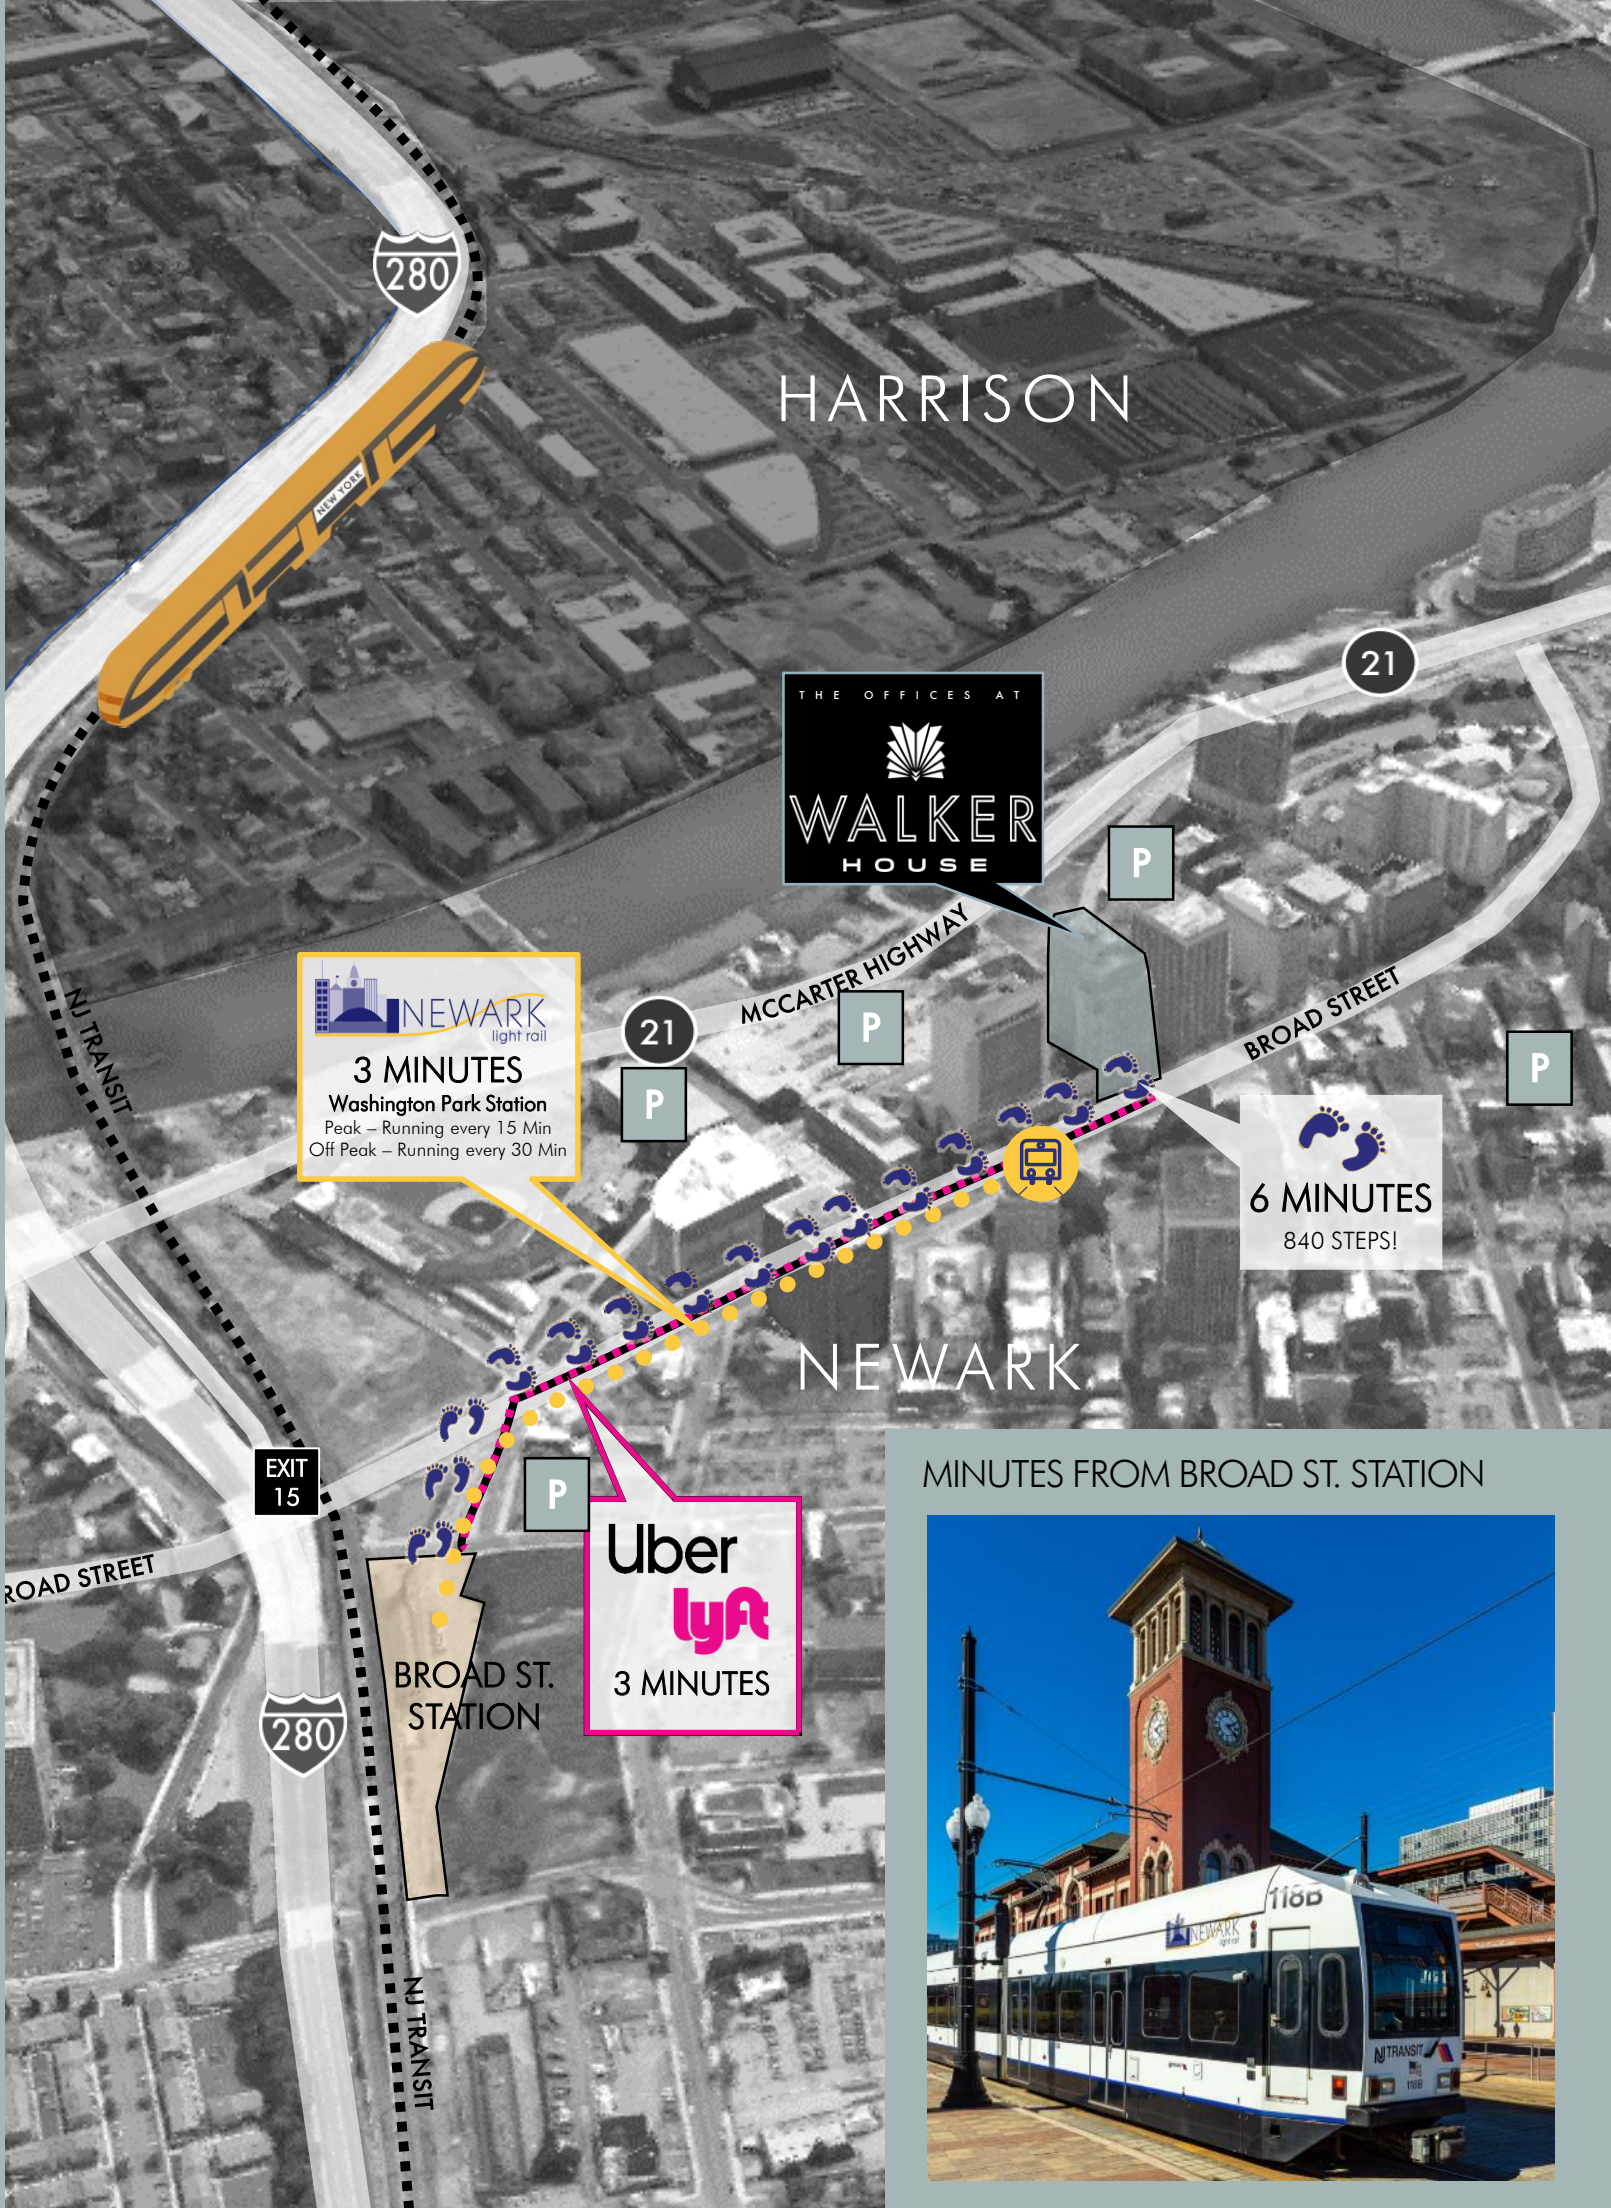 280
NEW YORK
HARRISON
21
THE OFFICES AT
WALKER
HOUSE
P
MCCARTER HIGHWAY
P
BROAD STREET
P
NJ TRANSIT
NEWARK
light rail
3 MINUTES
Washington Park Station
Peak – Running every 15 Min
Off Peak – Running every 30 Min
21
P
6 MINUTES
840 STEPS!
NEWARK
EXIT
15
P
ROAD STREET
Uber
lyft
3 MINUTES
BROAD ST.
STATION
280
NJ TRANSIT
MINUTES FROM BROAD ST. STATION
118B
NEWARK
light rail
NJ TRANSIT
118B